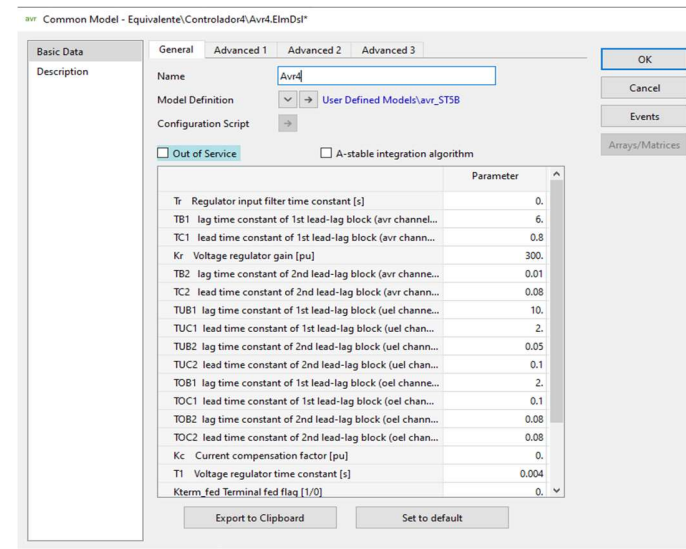 avr Common Model - Equivalente\Controlador4\Avr4.ElmDsl*
Basic Data
Description
General Advanced 1 Advanced 2 Advanced 3
OK
Cancel
Events
Arrays/Matrices
Name Avr4
Model Definition User Defined Models\avr_ST5B
Configuration Script
Out of Service A-stable integration algorithm
Parameter
Tr Regulator input filter time constant [s] 0.
TB1 lag time constant of 1st lead-lag block (avr channel... 6.
TC1 lead time constant of 1st lead-lag block (avr chann... 0.8
Kr Voltage regulator gain [pu] 300.
TB2 lag time constant of 2nd lead-lag block (avr channe... 0.01
TC2 lead time constant of 2nd lead-lag block (avr chann... 0.08
TUB1 lag time constant of 1st lead-lag block (uel channe... 10.
TUC1 lead time constant of 1st lead-lag block (uel chan... 2.
TUB2 lag time constant of 2nd lead-lag block (uel chann... 0.05
TUC2 lead time constant of 2nd lead-lag block (uel chan... 0.1
TOB1 lag time constant of 1st lead-lag block (oel channe... 2.
TOC1 lead time constant of 1st lead-lag block (oel chan... 0.1
TOB2 lag time constant of 2nd lead-lag block (oel chann... 0.08
TOC2 lead time constant of 2nd lead-lag block (oel chan... 0.08
Kc Current compensation factor [pu] 0.
T1 Voltage regulator time constant [s] 0.004
Kterm_fed Terminal fed flag [1/0] 0.
Export to Clipboard Set to default